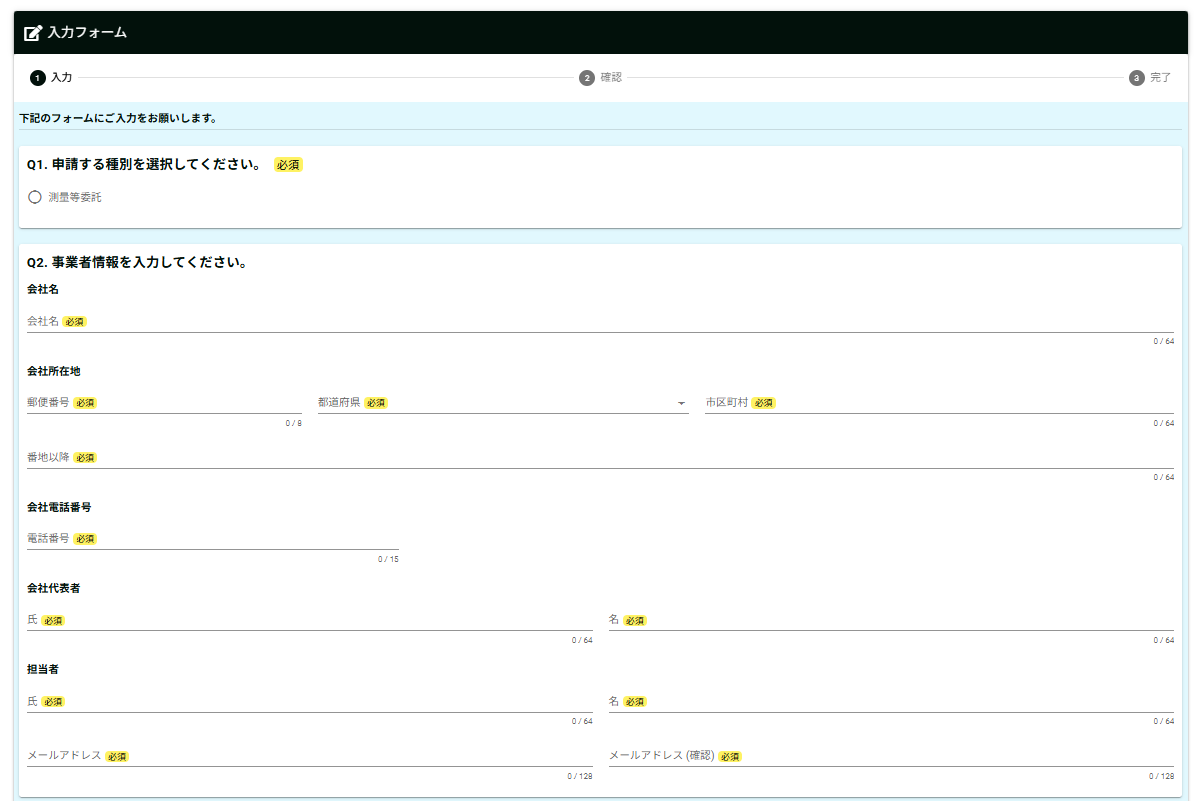 入力フォーム
1 入力 2 確認 3 完了
下記のフォームにご入力をお願いします。
Q1. 申請する種別を選択してください。 必須
測量等委託
Q2. 事業者情報を入力してください。
会社名
会社名 必須
0 / 64
会社所在地
郵便番号 必須 都道府県 必須 市区町村 必須
0 / 8 0 / 64
番地以降 必須
0 / 64
会社電話番号
電話番号 必須
0 / 15
会社代表者
氏 必須 名 必須
0 / 64 0 / 64
担当者
氏 必須 名 必須
0 / 64 0 / 64
メールアドレス 必須 メールアドレス (確認) 必須
0 / 128 0 / 128